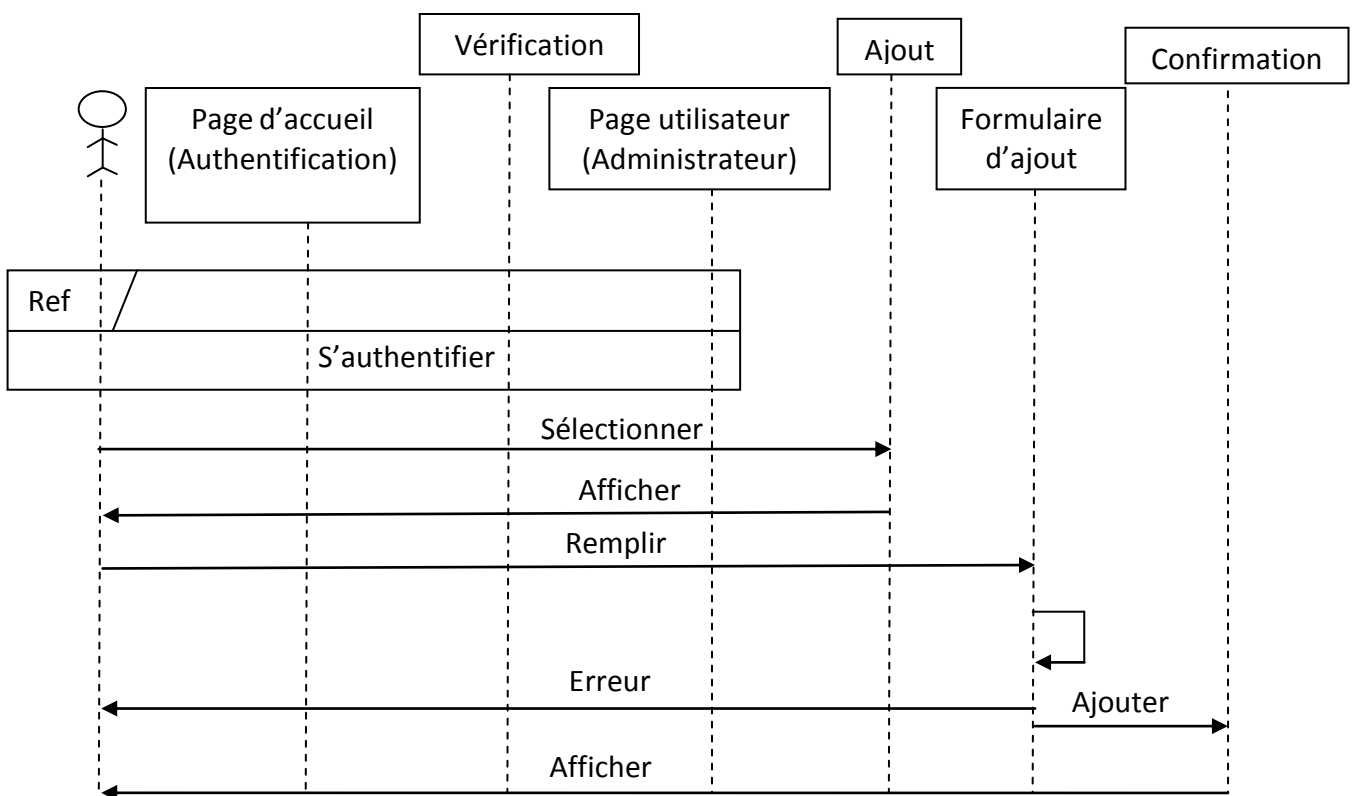 Vérification
Ajout
Confirmation
Page d’accueil
(Authentification)
Page utilisateur
(Administrateur)
Formulaire
d’ajout
Ref
S’authentifier
Sélectionner
Afficher
Remplir
Erreur
Ajouter
Afficher